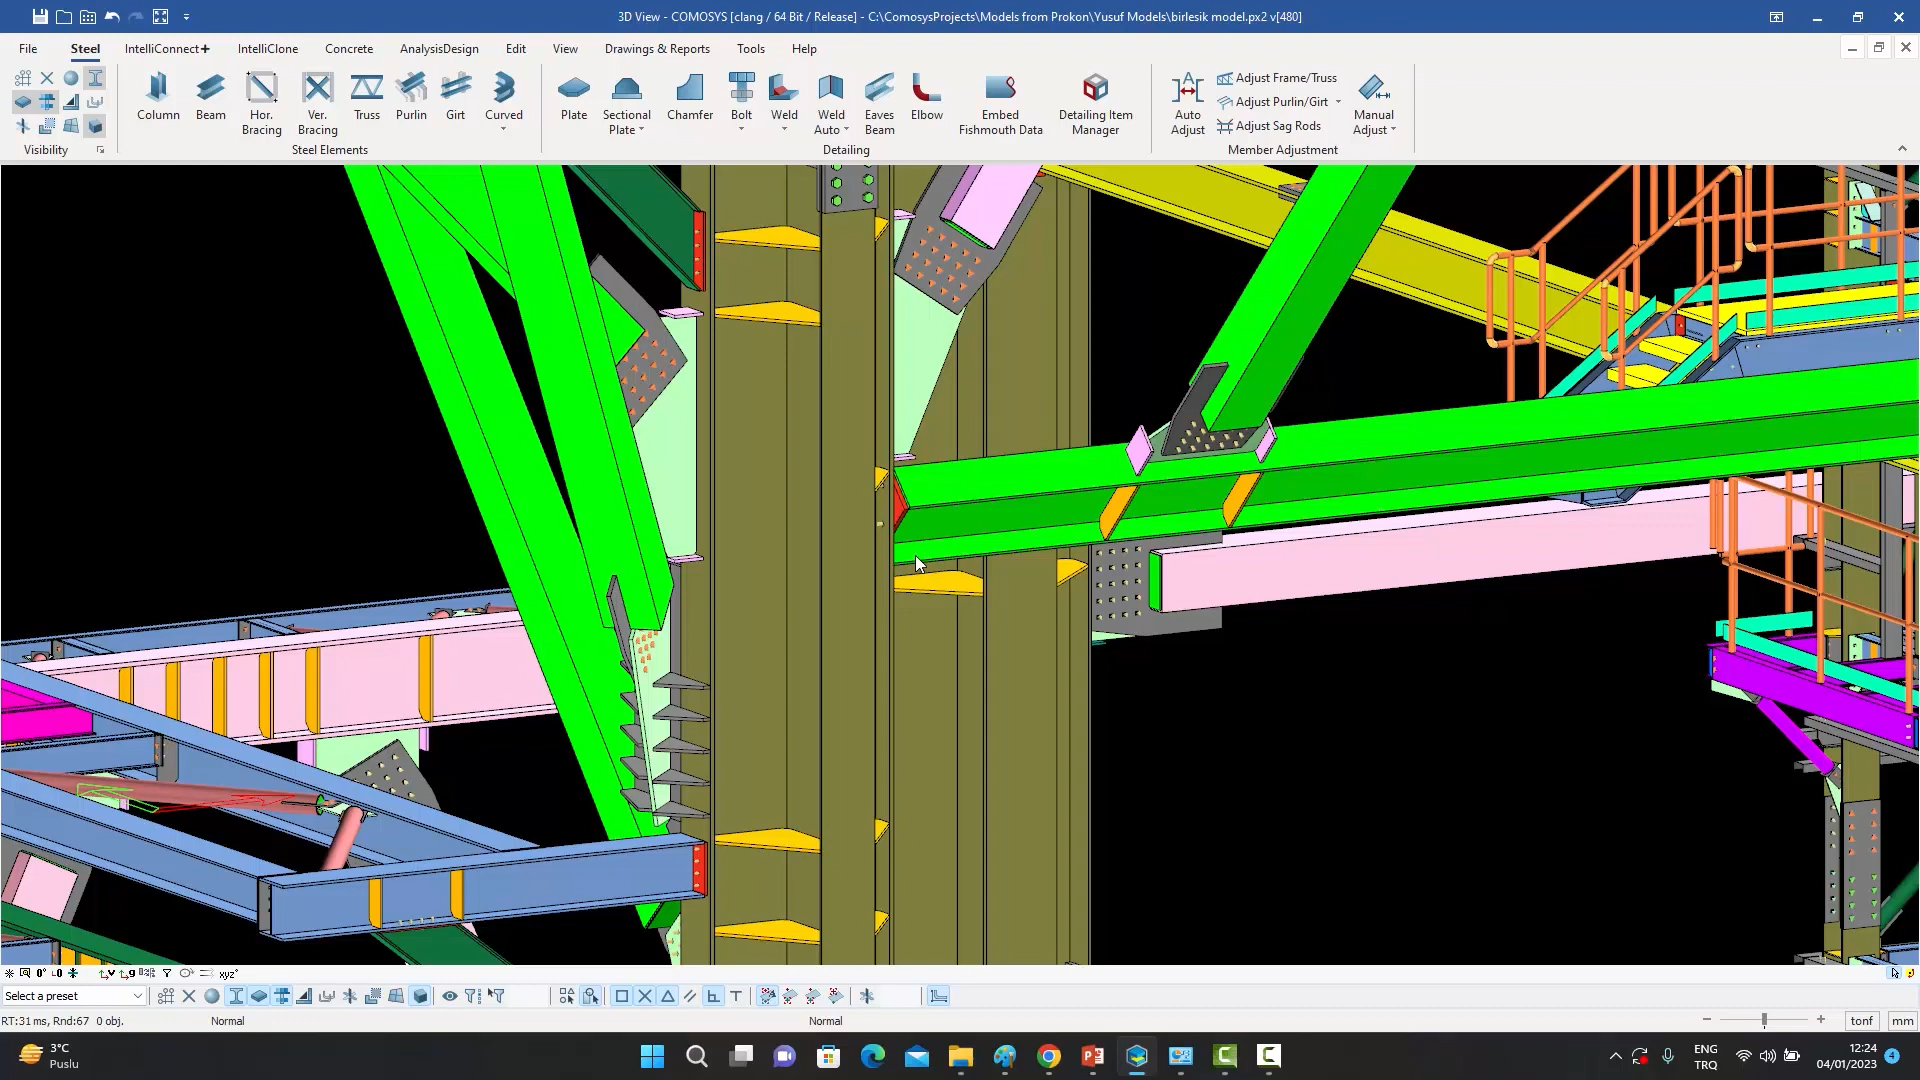 3D View - COMOSYS [clang / 64 Bit / Release] - C:\ComosysProjects\Models from Prokon\Yusuf Models\birlesik model.px2 v[480]
File Steel IntelliConnect+ IntelliClone Concrete AnalysisDesign Edit View Drawings & Reports Tools Help
Column Beam Hor. Bracing Ver. Bracing Truss Purlin Girt Curved Plate Sectional Plate Chamfer Bolt Weld Weld Auto Eaves Beam Elbow Embed Fishmouth Data Detailing Item Manager Auto Adjust Adjust Frame/Truss Adjust Purlin/Girt Adjust Sag Rods Manual Adjust
Visibility Steel Elements Detailing Member Adjustment
xyz
Select a preset
RT:31 ms, Rnd:67 0 obj. Normal Normal tonf mm
3°C
Puslu
ENG
TRQ
12:24
04/01/2023
4